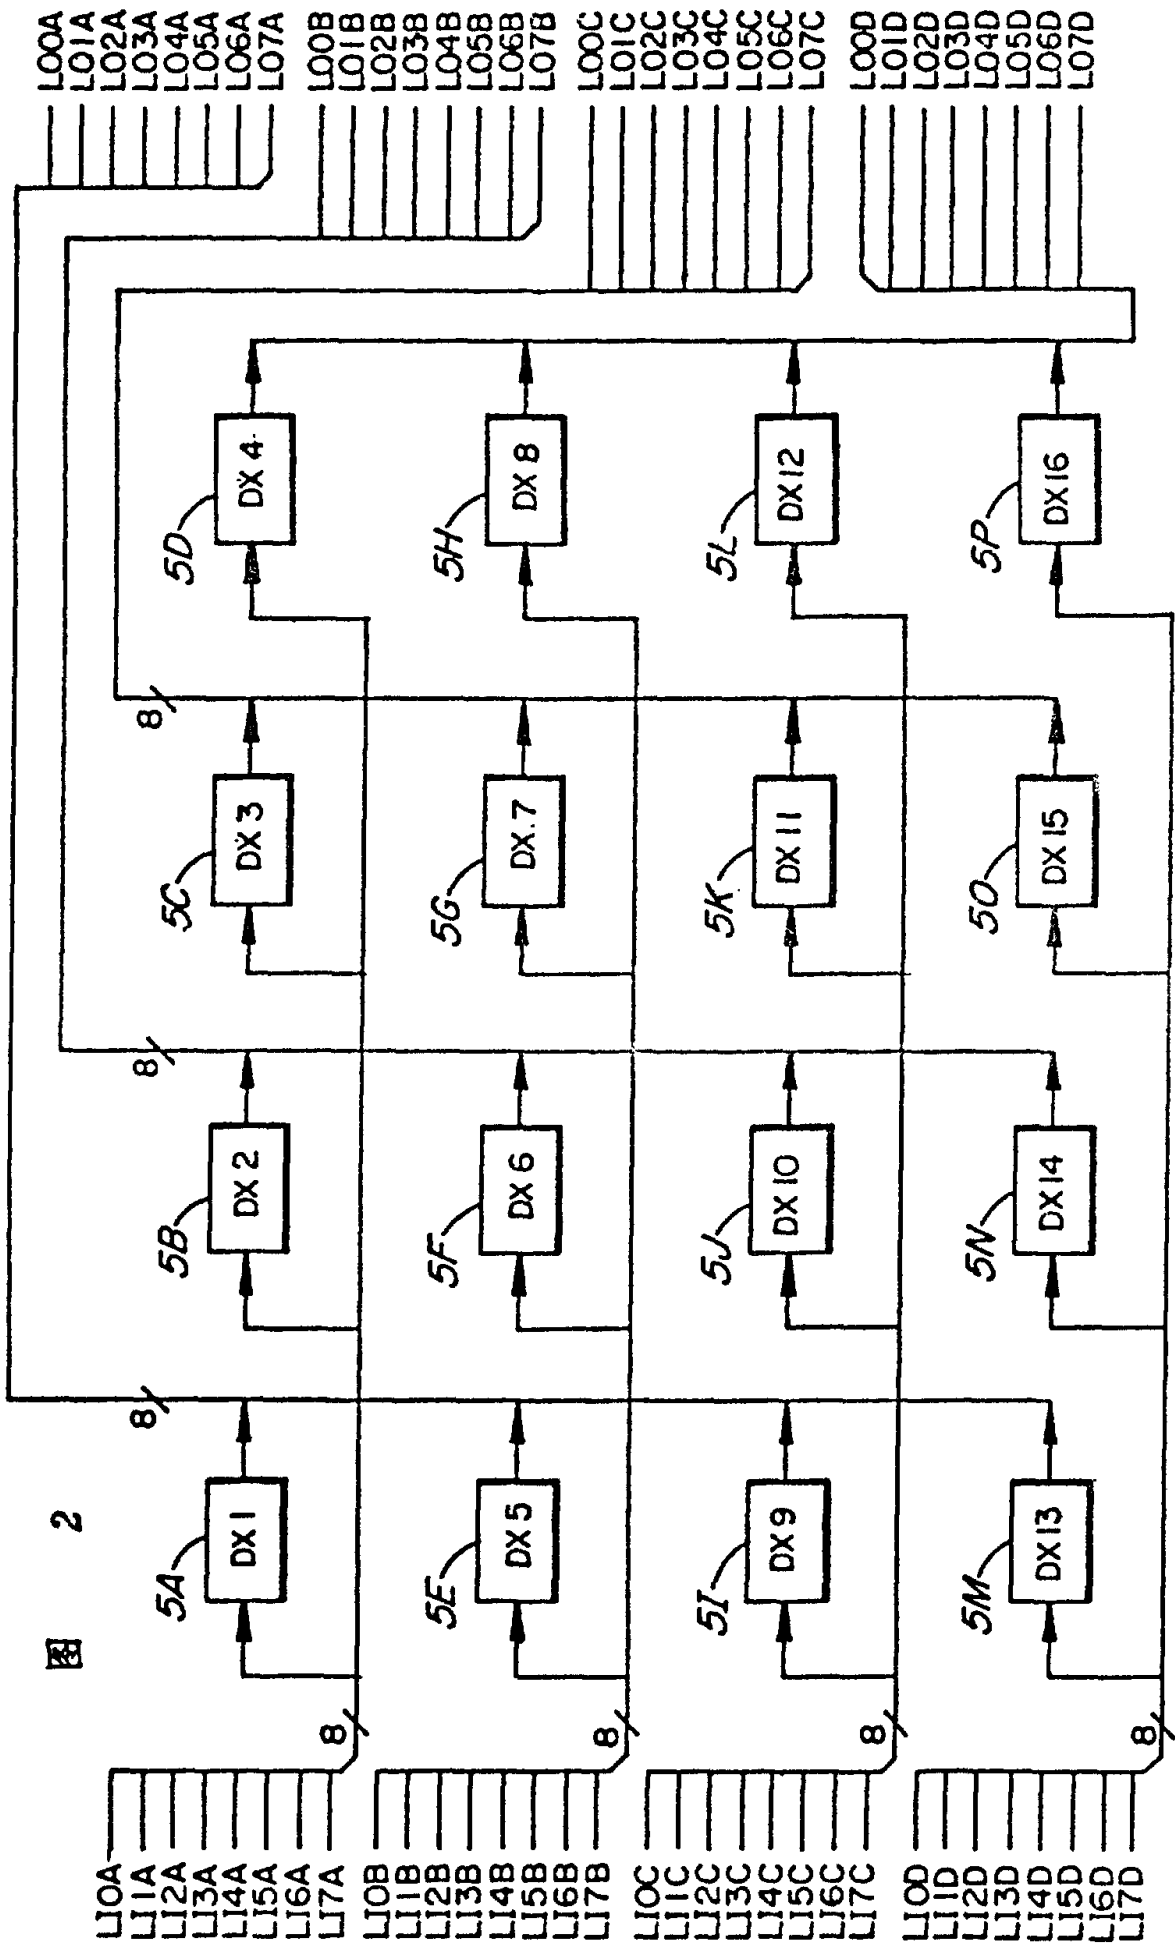 图 2
LI0A
LI1A
LI2A
LI3A
LI4A
LI5A
LI6A
LI7A
8
5A
DX 1
8
5B
DX 2
8
5C
DX 3
8
5D
DX 4
LO0A
LO1A
LO2A
LO3A
LO4A
LO5A
LO6A
LO7A
LI0B
LI1B
LI2B
LI3B
LI4B
LI5B
LI6B
LI7B
8
5E
DX 5
5F
DX 6
5G
DX 7
5H
DX 8
LO0B
LO1B
LO2B
LO3B
LO4B
LO5B
LO6B
LO7B
LI0C
LI1C
LI2C
LI3C
LI4C
LI5C
LI6C
LI7C
8
5I
DX 9
5J
DX 10
5K
DX 11
5L
DX 12
LO0C
LO1C
LO2C
LO3C
LO4C
LO5C
LO6C
LO7C
LI0D
LI1D
LI2D
LI3D
LI4D
LI5D
LI6D
LI7D
8
5M
DX 13
5N
DX 14
5O
DX 15
5P
DX 16
LO0D
LO1D
LO2D
LO3D
LO4D
LO5D
LO6D
LO7D